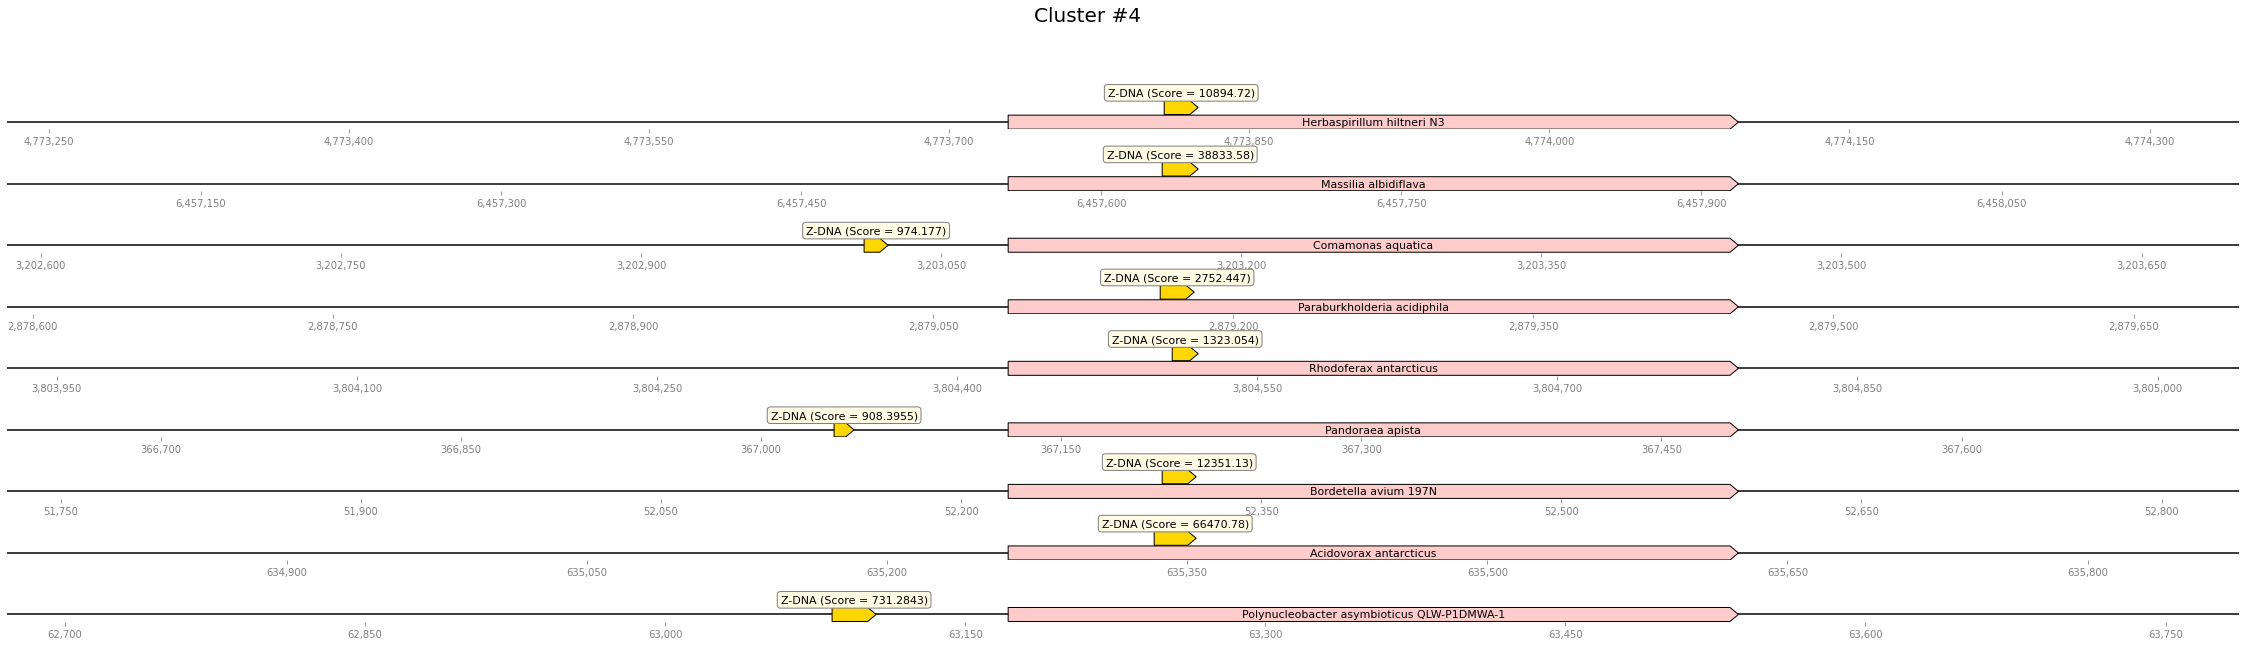 Cluster #4
Z-DNA (Score = 10894.72)
Herbaspirillum hiltneri N3
4,773,250 4,773,400 4,773,550 4,773,700 4,773,850 4,774,000 4,774,150 4,774,300
Z-DNA (Score = 38833.58)
Massilia albidiflava
6,457,150 6,457,300 6,457,450 6,457,600 6,457,750 6,457,900 6,458,050
Z-DNA (Score = 974.177)
Comamonas aquatica
3,202,600 3,202,750 3,202,900 3,203,050 3,203,200 3,203,350 3,203,500 3,203,650
Z-DNA (Score = 2752.447)
Paraburkholderia acidiphila
2,878,600 2,878,750 2,878,900 2,879,050 2,879,200 2,879,350 2,879,500 2,879,650
Z-DNA (Score = 1323.054)
Rhodoferax antarcticus
3,803,950 3,804,100 3,804,250 3,804,400 3,804,550 3,804,700 3,804,850 3,805,000
Z-DNA (Score = 908.3955)
Pandoraea apista
366,700 366,850 367,000 367,150 367,300 367,450 367,600
Z-DNA (Score = 12351.13)
Bordetella avium 197N
51,750 51,900 52,050 52,200 52,350 52,500 52,650 52,800
Z-DNA (Score = 66470.78)
Acidovorax antarcticus
634,900 635,050 635,200 635,350 635,500 635,650 635,800
Z-DNA (Score = 731.2843)
Polynucleobacter asymbioticus QLW-P1DMWA-1
62,700 62,850 63,000 63,150 63,300 63,450 63,600 63,750